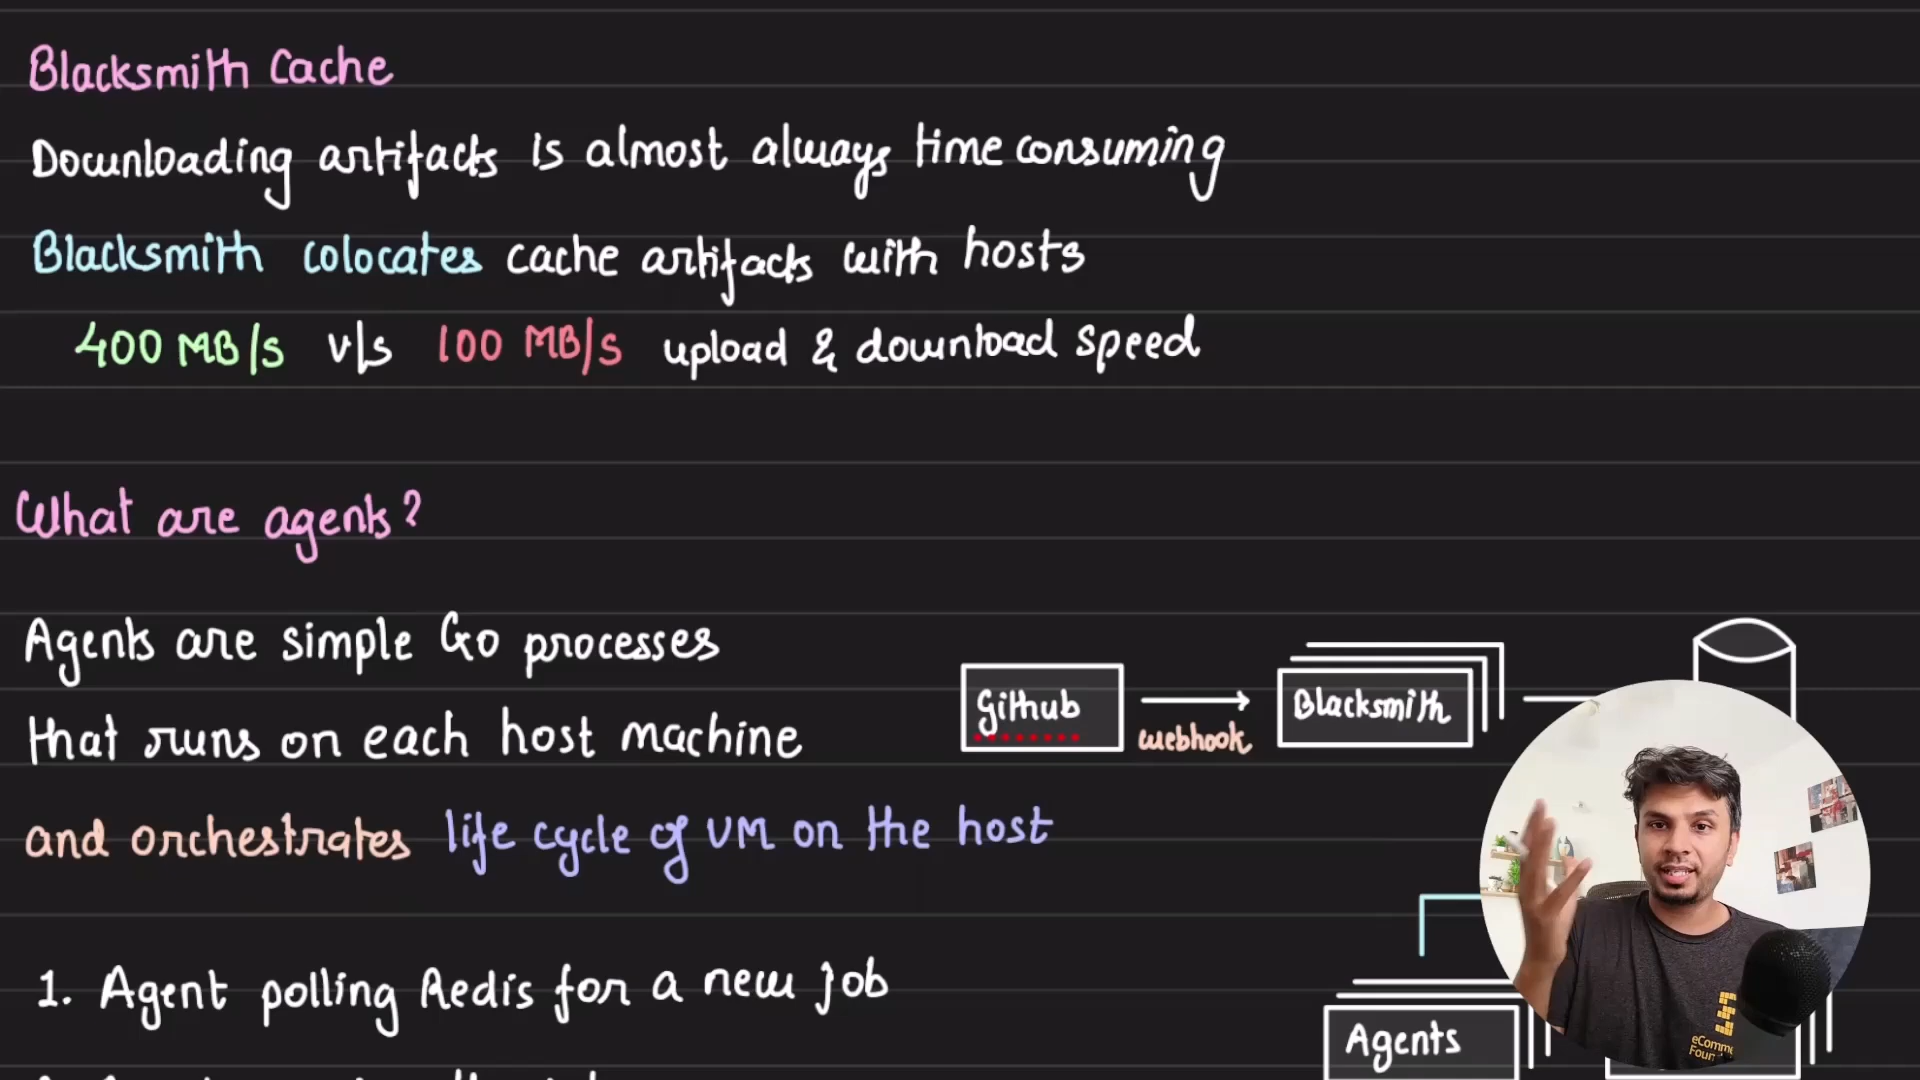 Blacksmith Cache
Downloading artifacts is almost always time consuming
Blacksmith colocates cache artifacts with hosts
400 MB/s v/s 100 MB/s upload & download speed
What are agents?
Agents are simple Go processes
that runs on each host machine
and orchestrates life cycle of VM on the host
Github
webhook
Blacksmith
1. Agent polling Redis for a new job
Agents
eComme
Foun